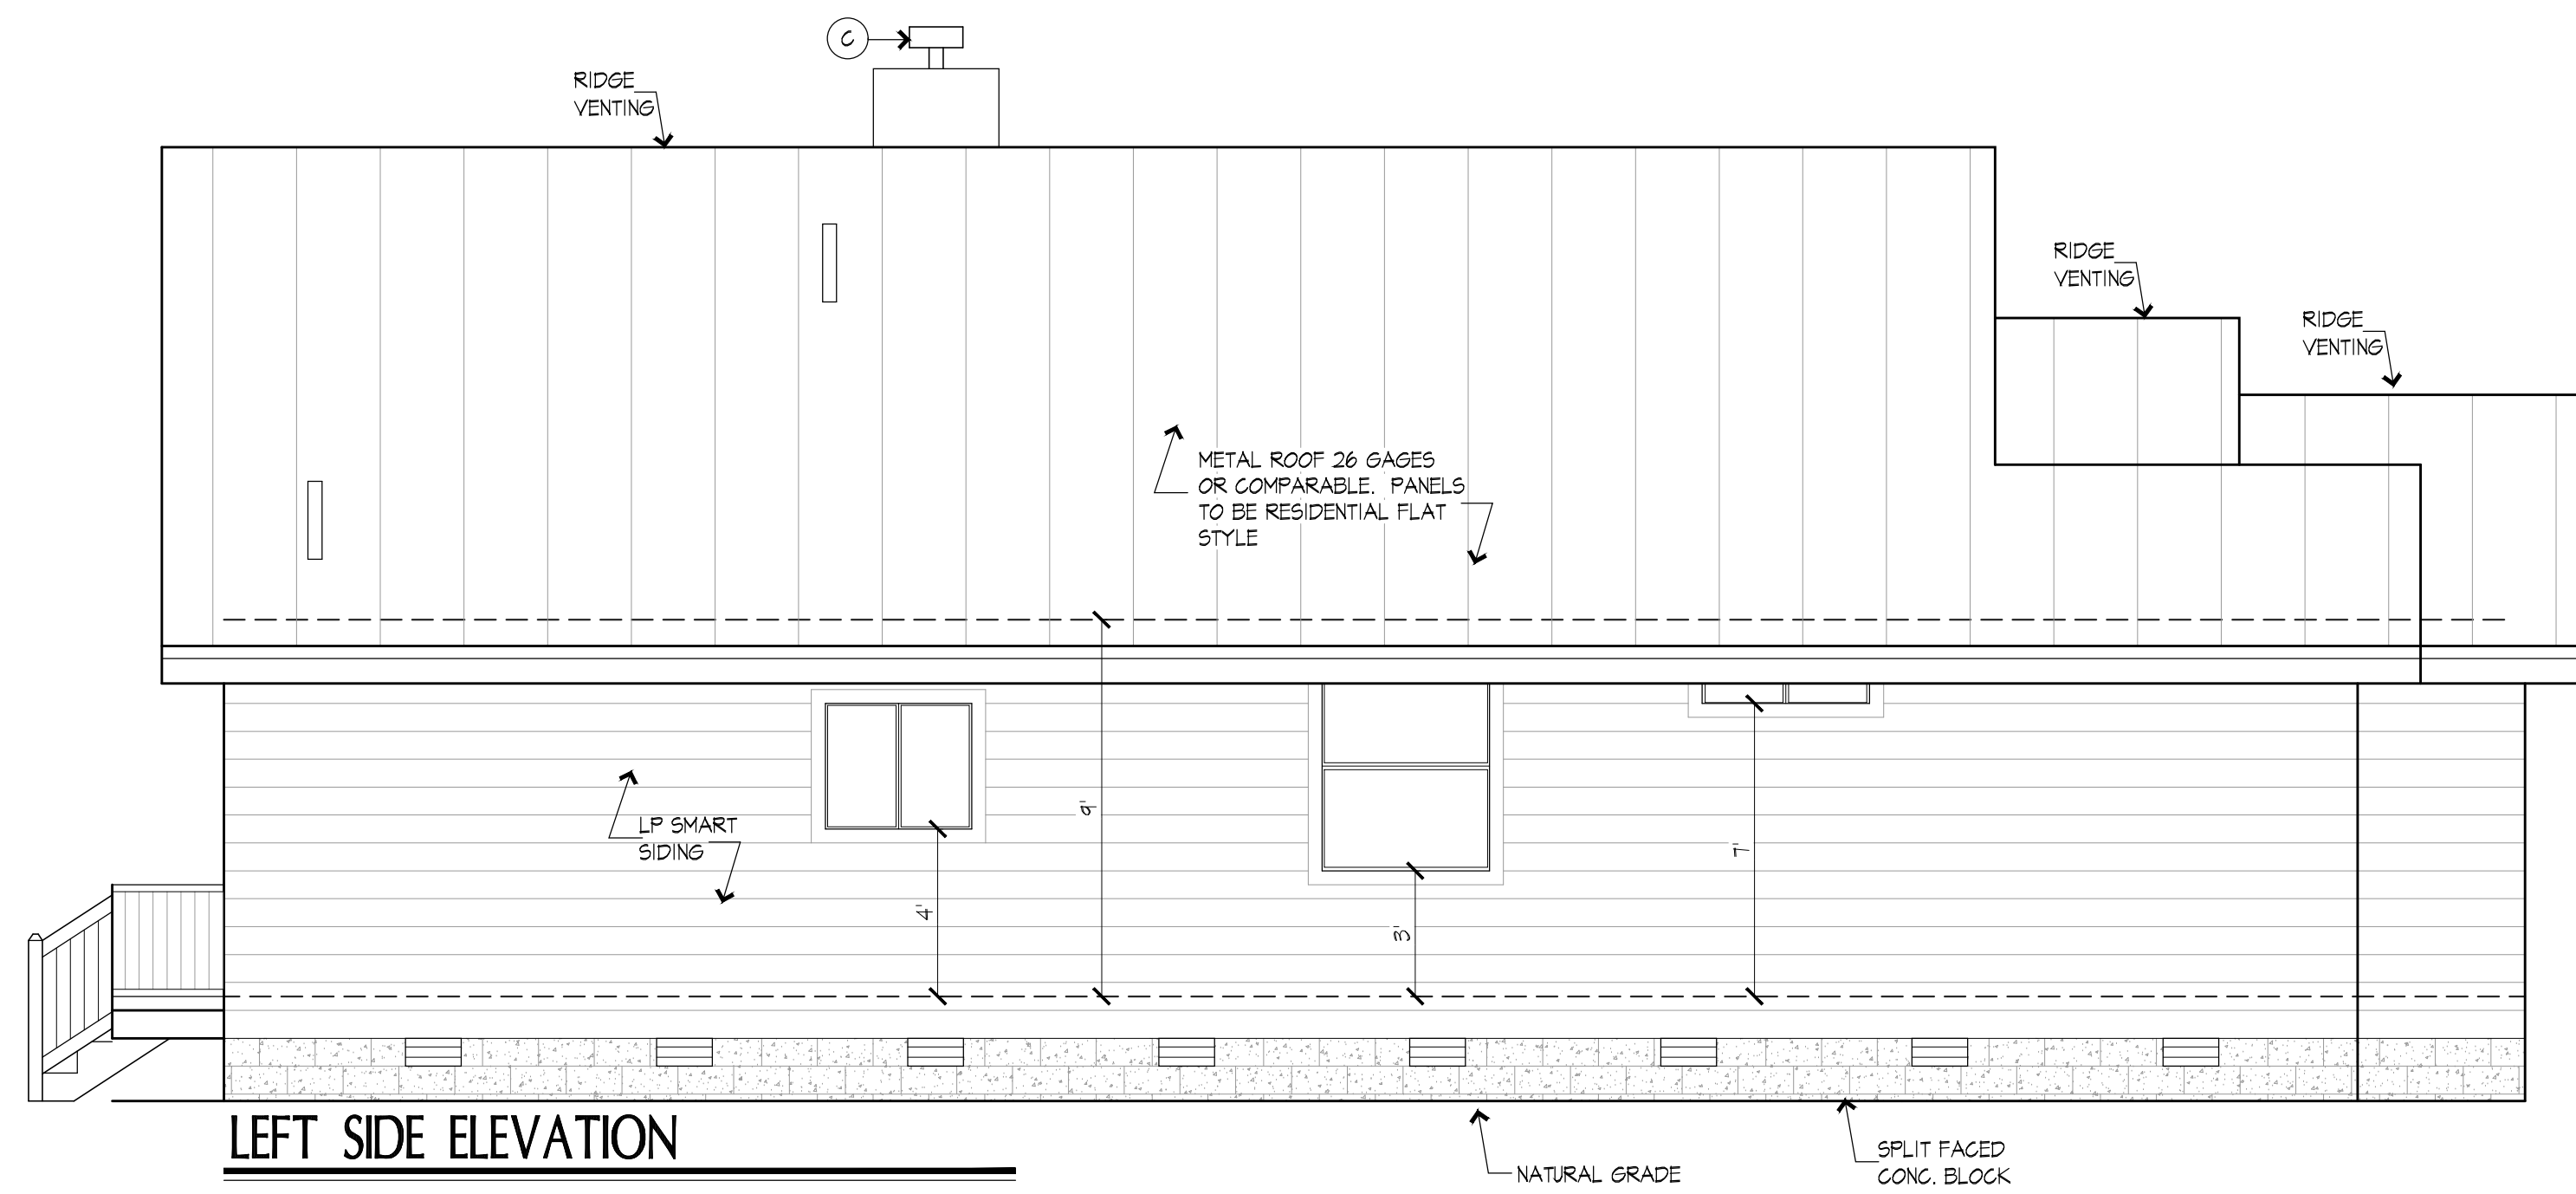 C
RIDGE
VENTING
RIDGE
VENTING
RIDGE
VENTING
METAL ROOF 26 GAGES
OR COMPARABLE. PANELS
TO BE RESIDENTIAL FLAT
STYLE
9'
LP SMART
SIDING
7'
4'
3'
LEFT SIDE ELEVATION
NATURAL GRADE
SPLIT FACED
CONC. BLOCK